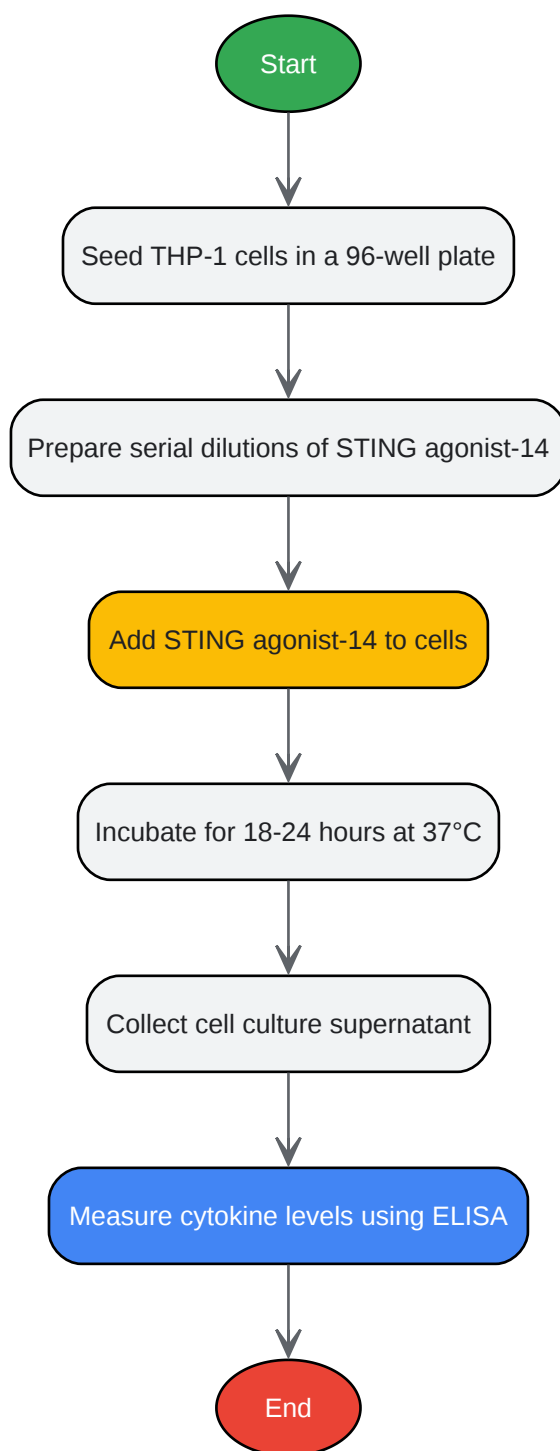 Start
Seed THP-1 cells in a 96-well plate
Prepare serial dilutions of STING agonist-14
Add STING agonist-14 to cells
Incubate for 18-24 hours at 37°C
Collect cell culture supernatant
Measure cytokine levels using ELISA
End